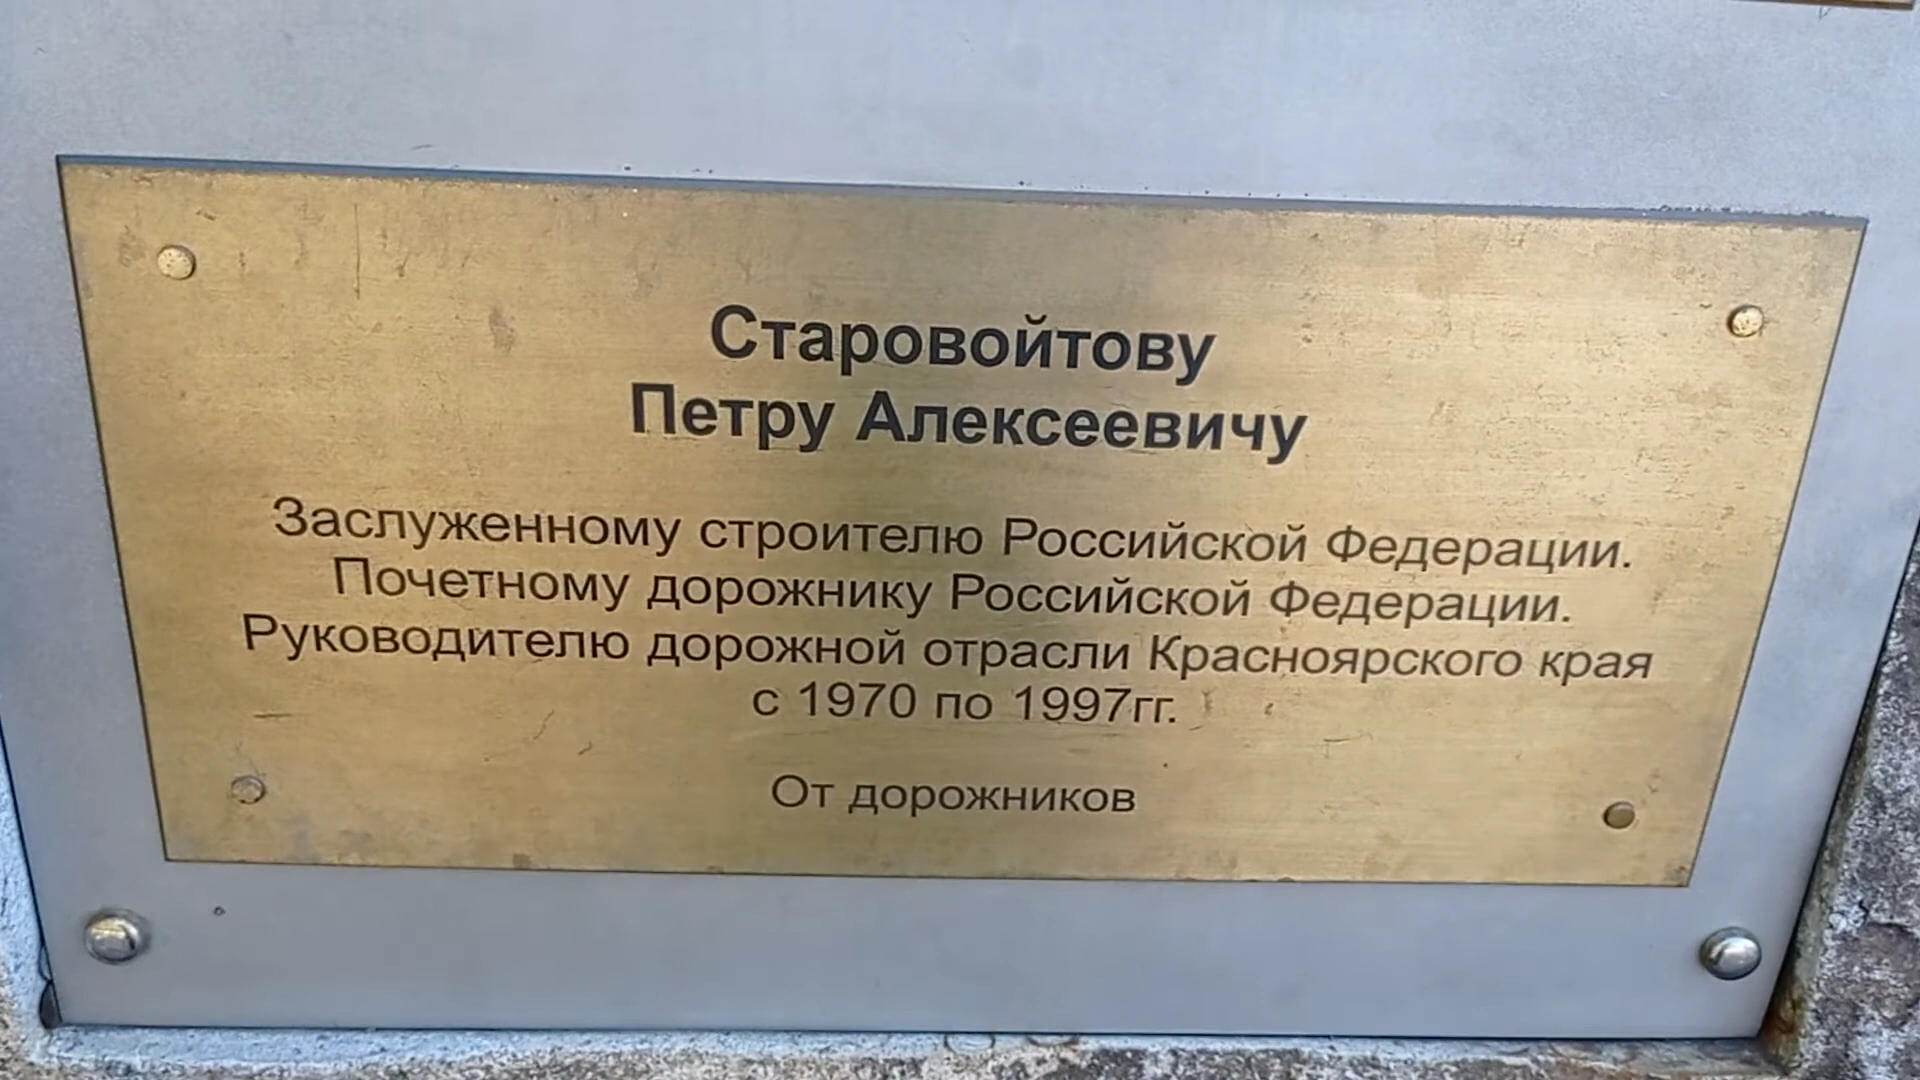 Старовойтову
Петру Алексеевичу
Заслуженному строителю Российской Федерации.
Почетному дорожнику Российской Федерации.
Руководителю дорожной отрасли Красноярского края
с 1970 по 1997гг.
От дорожников